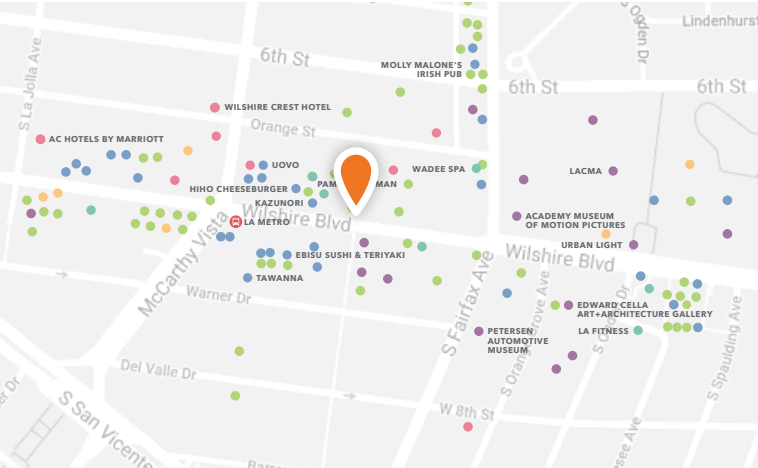 S La Jolla Ave
6th St
MOLLY MALONE'S
IRISH PUB
Lindenhurst
6th St
6th St
WILSHIRE CREST HOTEL
Orange St
AC HOTELS BY MARRIOTT
UOVO
WADEE SPA
LACMA
HIHO CHEESEBURGER
KAZUNORI
LA METRO
Wilshire Blvd
ACADEMY MUSEUM
OF MOTION PICTURES
URBAN LIGHT
Wilshire Blvd
McCarthy Vista
EBISU SUSHI & TERIYAKI
TAWANNA
Warner Dr
S Fairfax Ave
EDWARD CELLA
ART+ARCHITECTURE GALLERY
LA FITNESS
PETERSEN
AUTOMOTIVE
MUSEUM
S Spaulding Ave
Del Valle Dr
W 8th St
S San Vicente